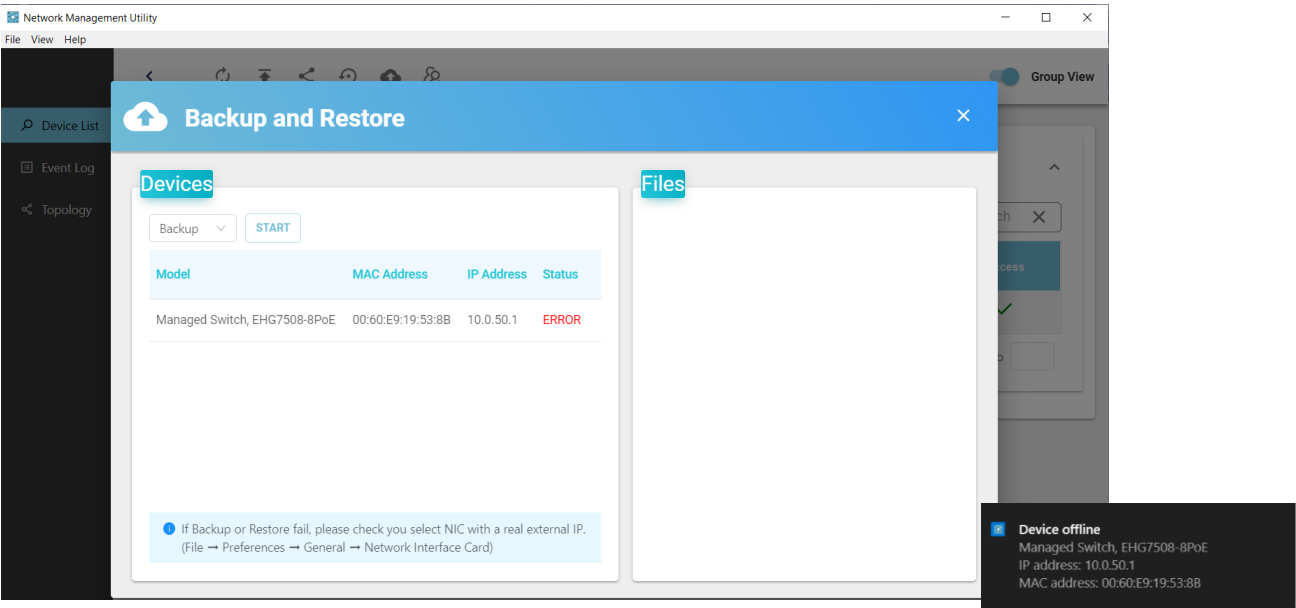 Network Management Utility
File View Help
Group View
Backup and Restore
Device List
Event Log
Topology
Devices
Files
Backup
START
Model MAC Address IP Address Status
Managed Switch, EHG7508-8PoE 00:60:E9:19:53:8B 10.0.50.1 ERROR
If Backup or Restore fail, please check you select NIC with a real external IP.
(File → Preferences → General → Network Interface Card)
Device offline
Managed Switch, EHG7508-8PoE
IP address: 10.0.50.1
MAC address: 00:60:E9:19:53:8B